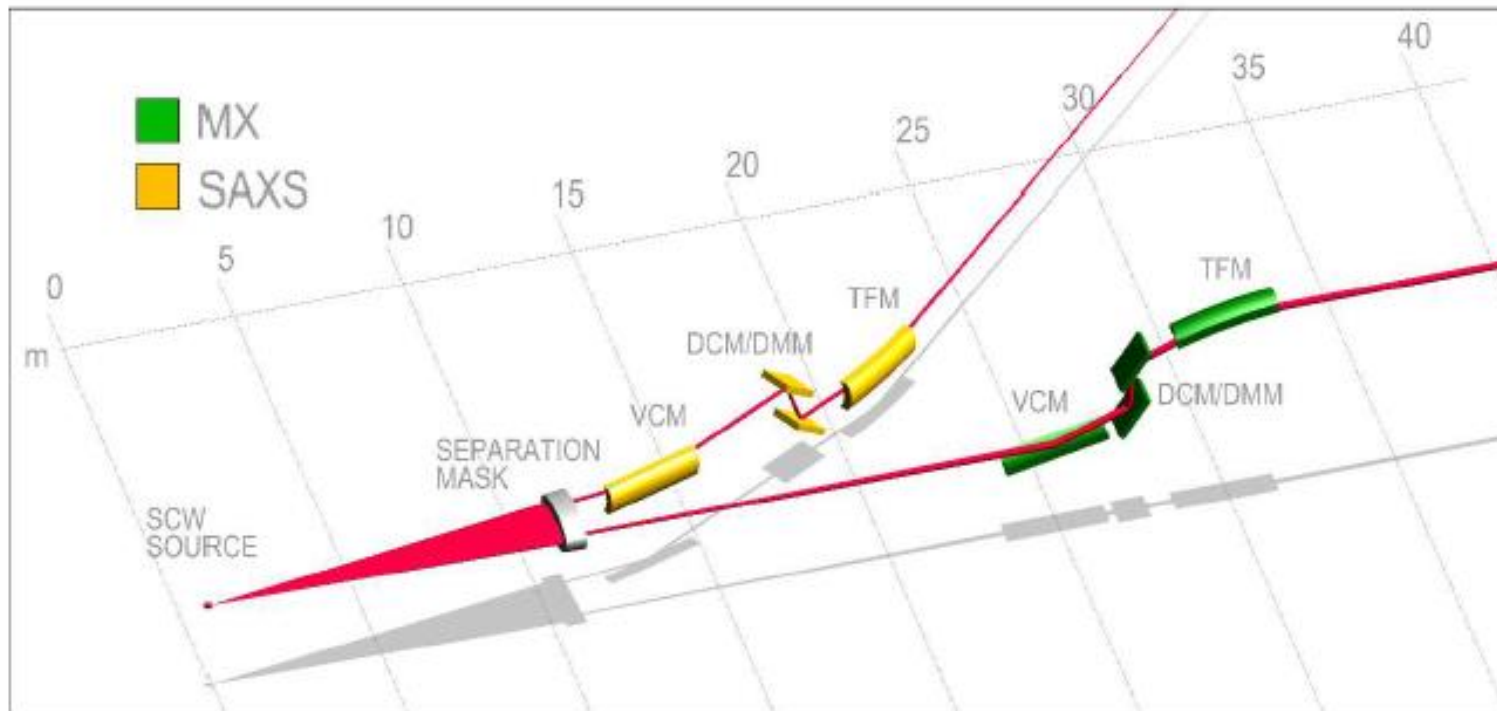 MX
SAXS
0
5
10
15
20
25
30
35
40
m
SCW
SOURCE
SEPARATION
MASK
VCM
DCM/DMM
TFM
VCM
DCM/DMM
TFM